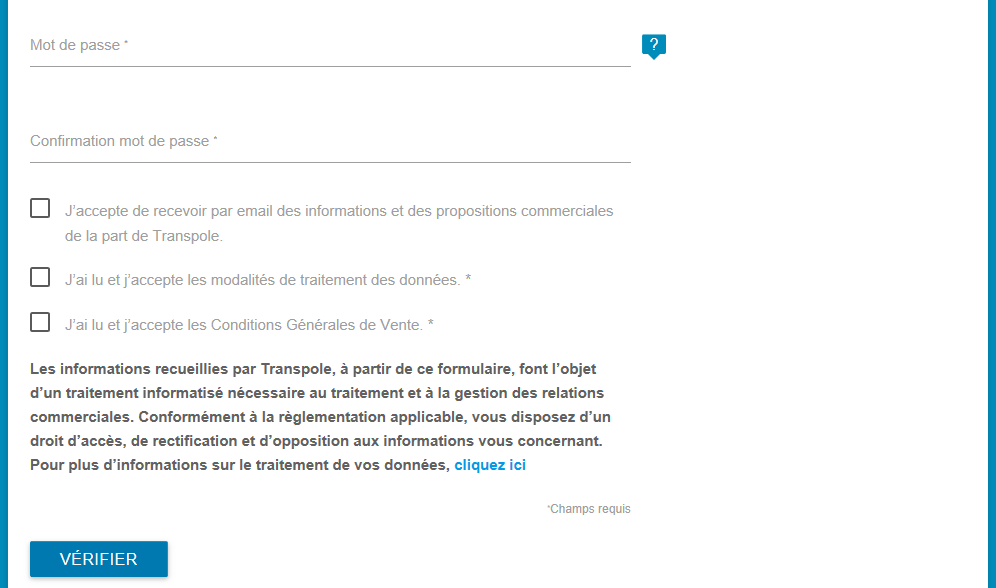 Mot de passe *
?
Confirmation mot de passe *
J’accepte de recevoir par email des informations et des propositions commerciales
de la part de Transpole.
J’ai lu et j’accepte les modalités de traitement des données. *
J’ai lu et j’accepte les Conditions Générales de Vente. *
Les informations recueillies par Transpole, à partir de ce formulaire, font l’objet
d’un traitement informatisé nécessaire au traitement et à la gestion des relations
commerciales. Conformément à la règlementation applicable, vous disposez d’un
droit d’accès, de rectification et d’opposition aux informations vous concernant.
Pour plus d’informations sur le traitement de vos données, cliquez ici
*Champs requis
VÉRIFIER